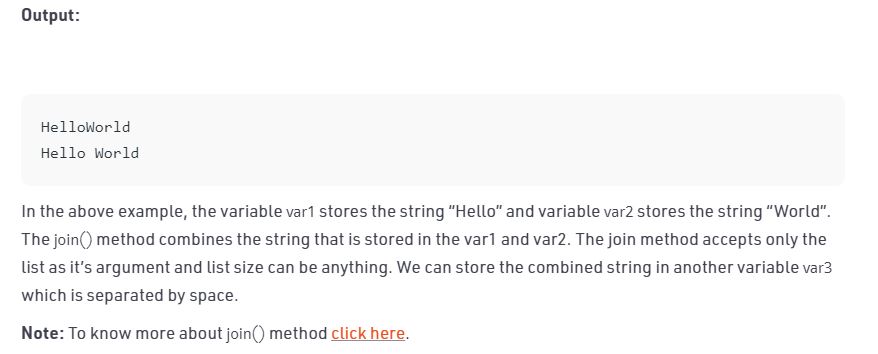 Output:
HelloWorld
Hello World
In the above example, the variable var1 stores the string “Hello” and variable var2 stores the string “World”.
The join() method combines the string that is stored in the var1 and var2. The join method accepts only the
list as it’s argument and list size can be anything. We can store the combined string in another variable var3
which is separated by space.
Note: To know more about join() method click here.